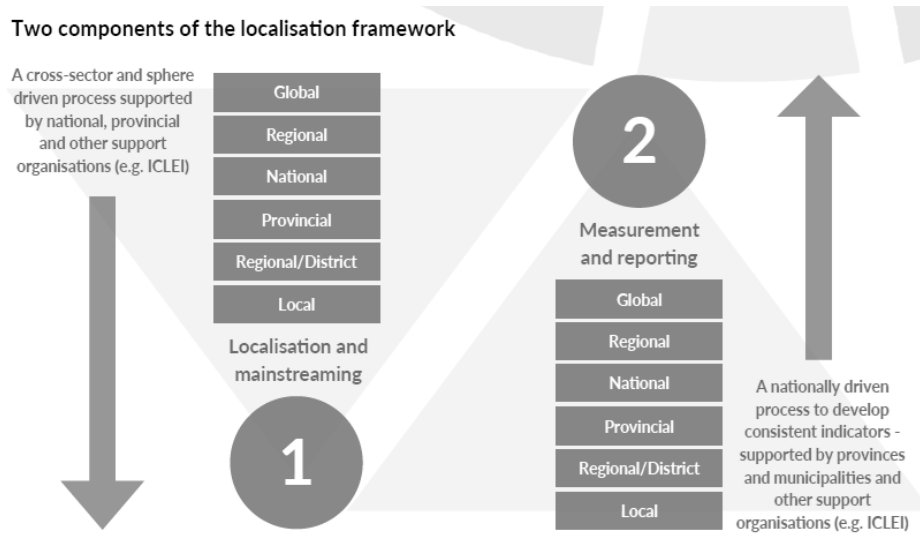 Two components of the localisation framework
A cross-sector and sphere
driven process supported
by national, provincial
and other support
organisations (e.g. ICLEI)
Global
Regional
National
Provincial
Regional/District
Local
Localisation and
mainstreaming
1
2
Measurement
and reporting
Global
Regional
National
Provincial
Regional/District
Local
A nationally driven
process to develop
consistent indicators -
supported by provinces
and municipalities and
other support
organisations (e.g. ICLEI)